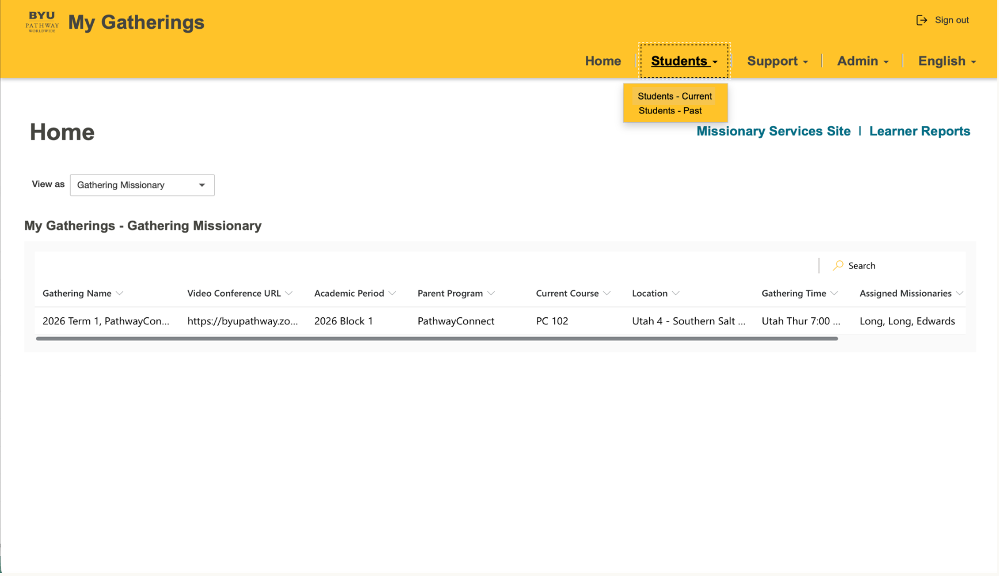 BYU
PATHWAY
WORLDWIDE
My Gatherings
Sign out
Home
Students
Support
Admin
English
Students - Current
Students - Past
Home
Missionary Services Site | Learner Reports
View as
Gathering Missionary
My Gatherings - Gathering Missionary
Search
Gathering Name Video Conference URL Academic Period Parent Program Current Course Location Gathering Time Assigned Missionaries
2026 Term 1, PathwayCon... https://byupathway.zo... 2026 Block 1 PathwayConnect PC 102 Utah 4 - Southern Salt ... Utah Thur 7:00 ... Long, Long, Edwards